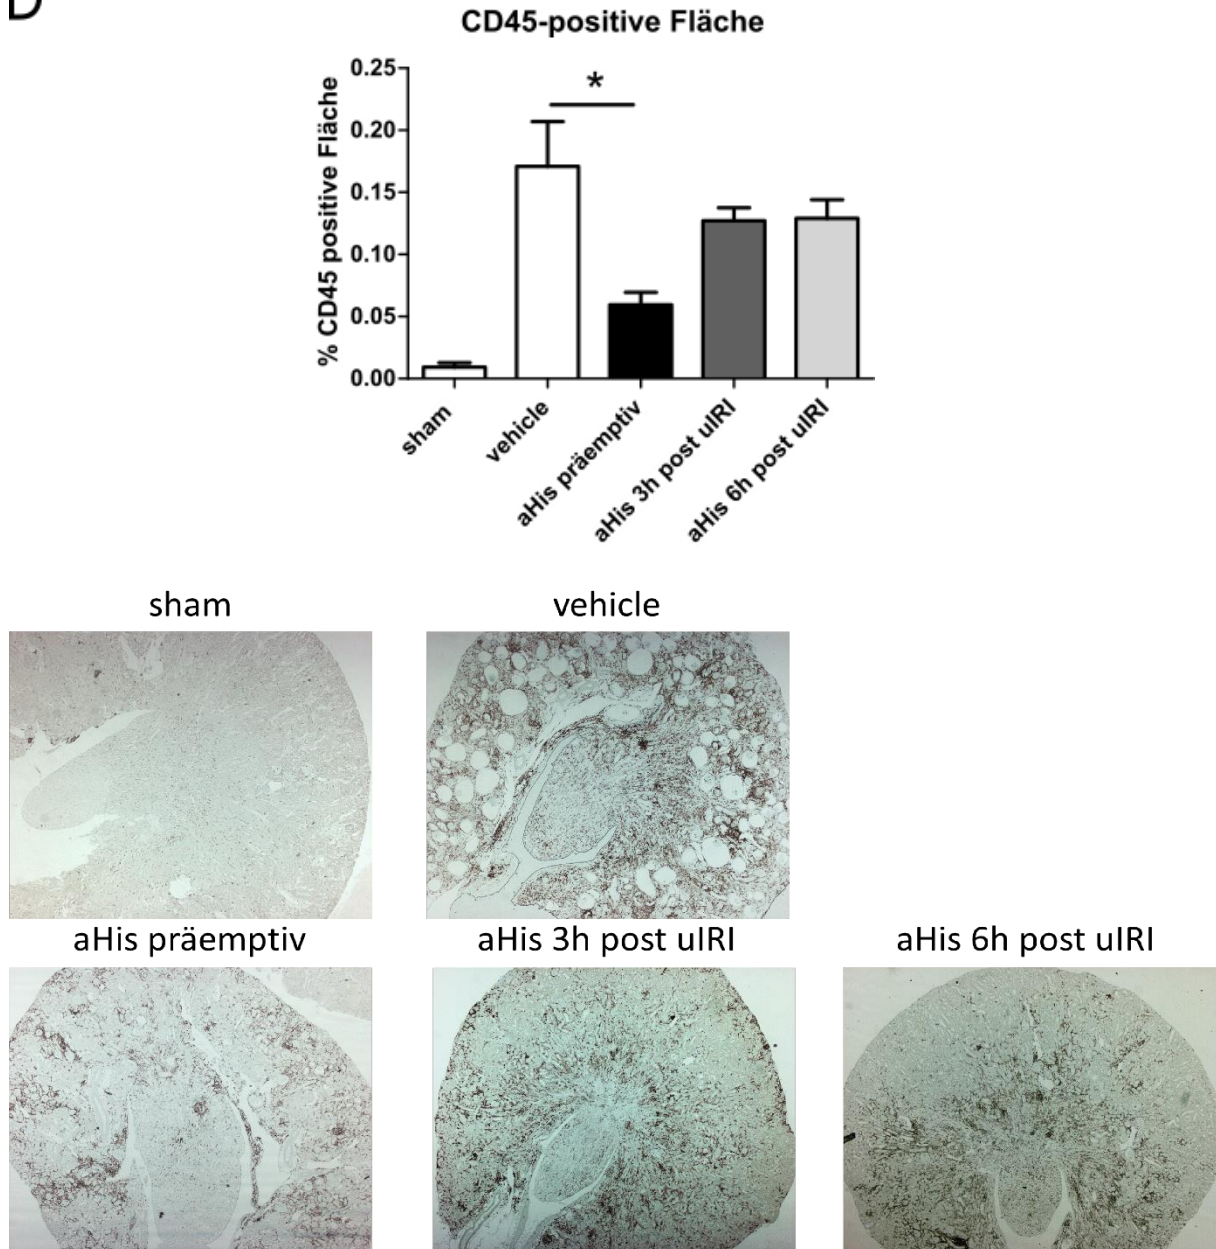 D
CD45-positive Fläche
% CD45 positive Fläche
0.25
*
0.20
0.15
0.10
0.05
0.00
sham
vehicle
aHis präemptiv
aHis 3h post uIRI
aHis 6h post uIRI
sham
vehicle
aHis präemptiv
aHis 3h post uIRI
aHis 6h post uIRI